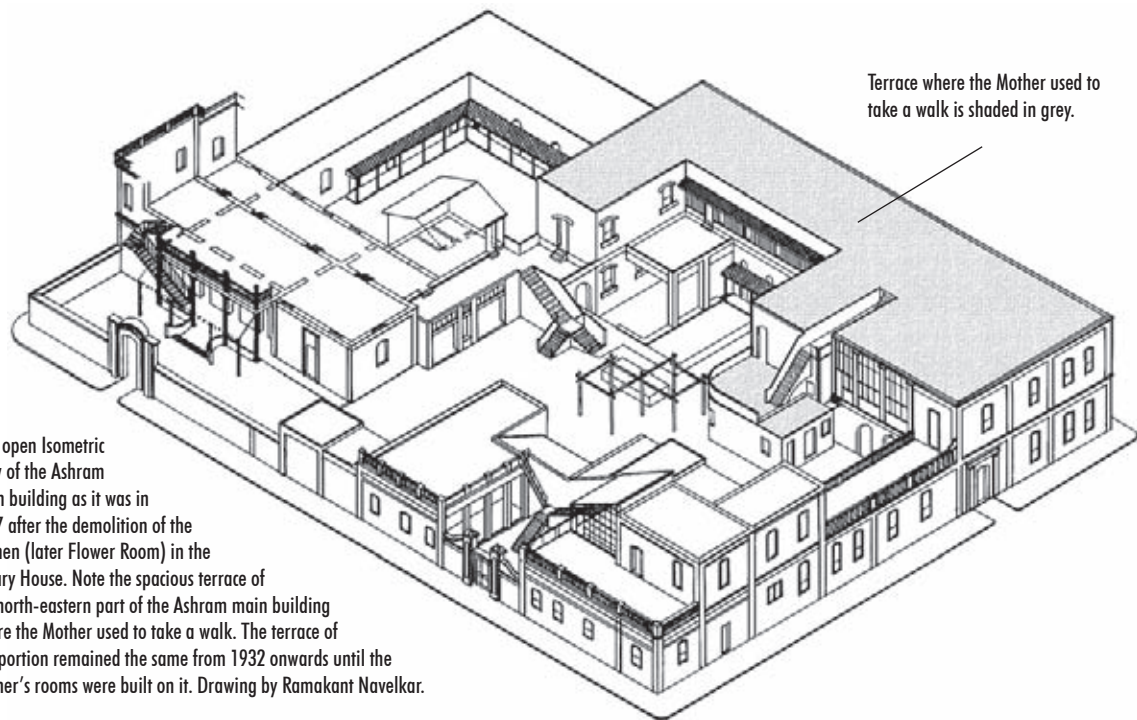 Terrace where the Mother used to
take a walk is shaded in grey.
open Isometric
of the Ashram
building as it was in
after the demolition of the
(later Flower Room) in the
House. Note the spacious terrace of
north-eastern part of the Ashram main building
the Mother used to take a walk. The terrace of
portion remained the same from 1932 onwards until the
rooms were built on it. Drawing by Ramakant Navelkar.